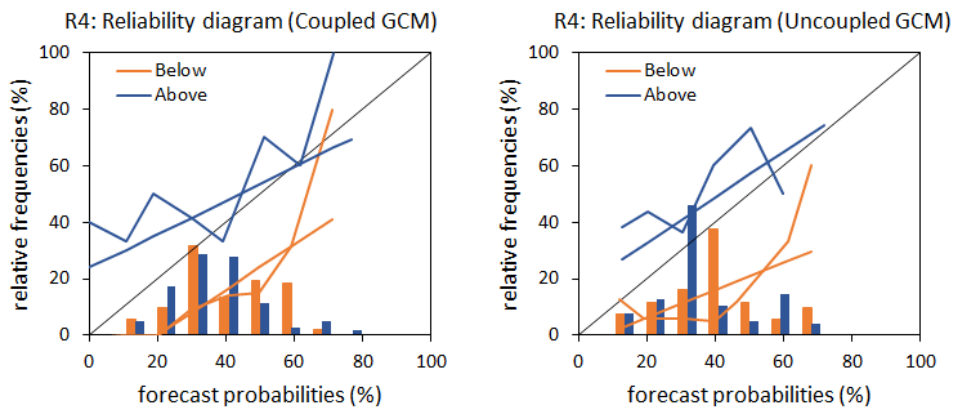 R4: Reliability diagram (Coupled GCM)
100
80
60
40
20
0
relative frequencies (%)
Below
Above
0 20 40 60 80 100
forecast probabilities (%)
R4: Reliability diagram (Uncoupled GCM)
100
80
60
40
20
0
relative frequencies (%)
Below
Above
0 20 40 60 80 100
forecast probabilities (%)